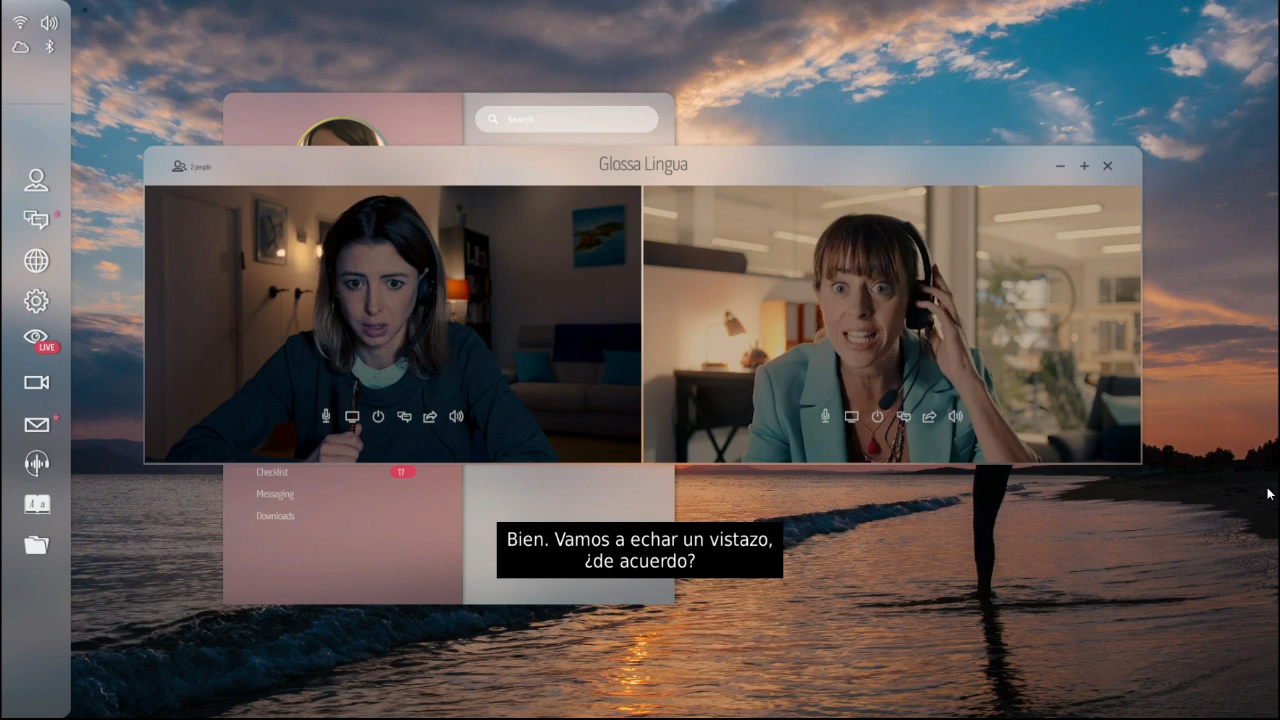 Search
2 people
Glossa Lingua
LIVE
Checklist 17
Messaging
Downloads
Bien. Vamos a echar un vistazo,
¿de acuerdo?